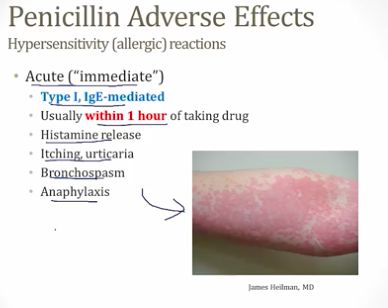 Penicillin Adverse Effects
Hypersensitivity (allergic) reactions
• Acute ("immediate")
• Type I, IgE-mediated
• Usually within 1 hour of taking drug
• Histamine release
• Itching, urticaria
• Bronchospasm
• Anaphylaxis
James Heilman, MD